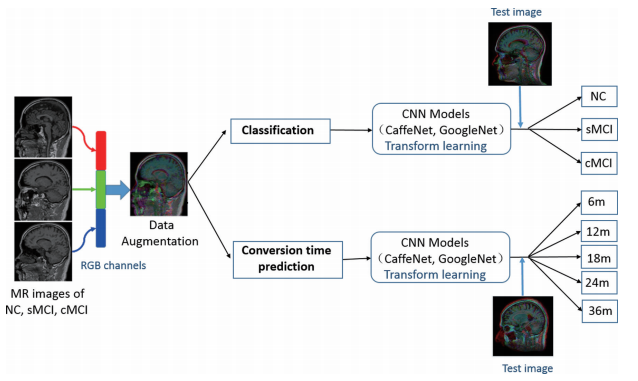 Test image
NC
sMCI
cMCI
Classification
CNN Models
(CaffeNet, GoogleNet)
Transform learning
Data
Augmentation
RGB channels
MR images of
NC, sMCI, cMCI
Conversion time
prediction
CNN Models
(CaffeNet, GoogleNet)
Transform learning
6m
12m
18m
24m
36m
Test image